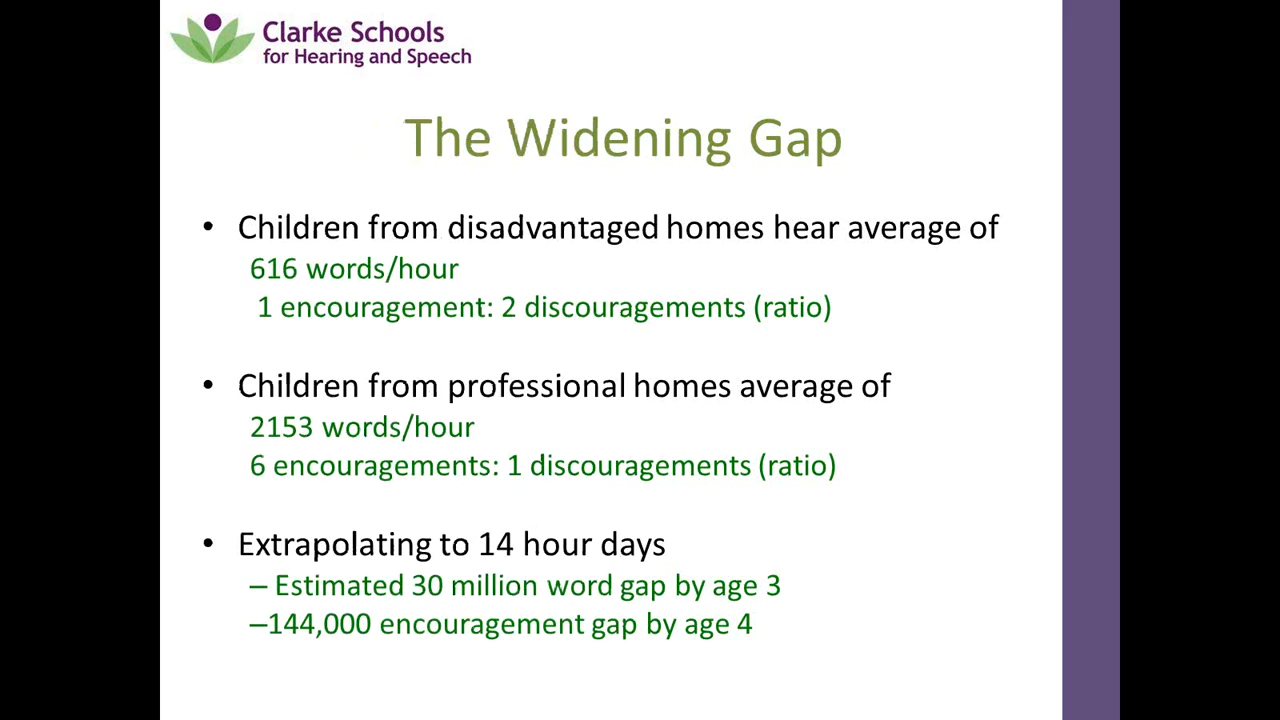 Clarke Schools
for Hearing and Speech
The Widening Gap
• Children from disadvantaged homes hear average of
616 words/hour
1 encouragement: 2 discouragements (ratio)
• Children from professional homes average of
2153 words/hour
6 encouragements: 1 discouragements (ratio)
• Extrapolating to 14 hour days
– Estimated 30 million word gap by age 3
–144,000 encouragement gap by age 4